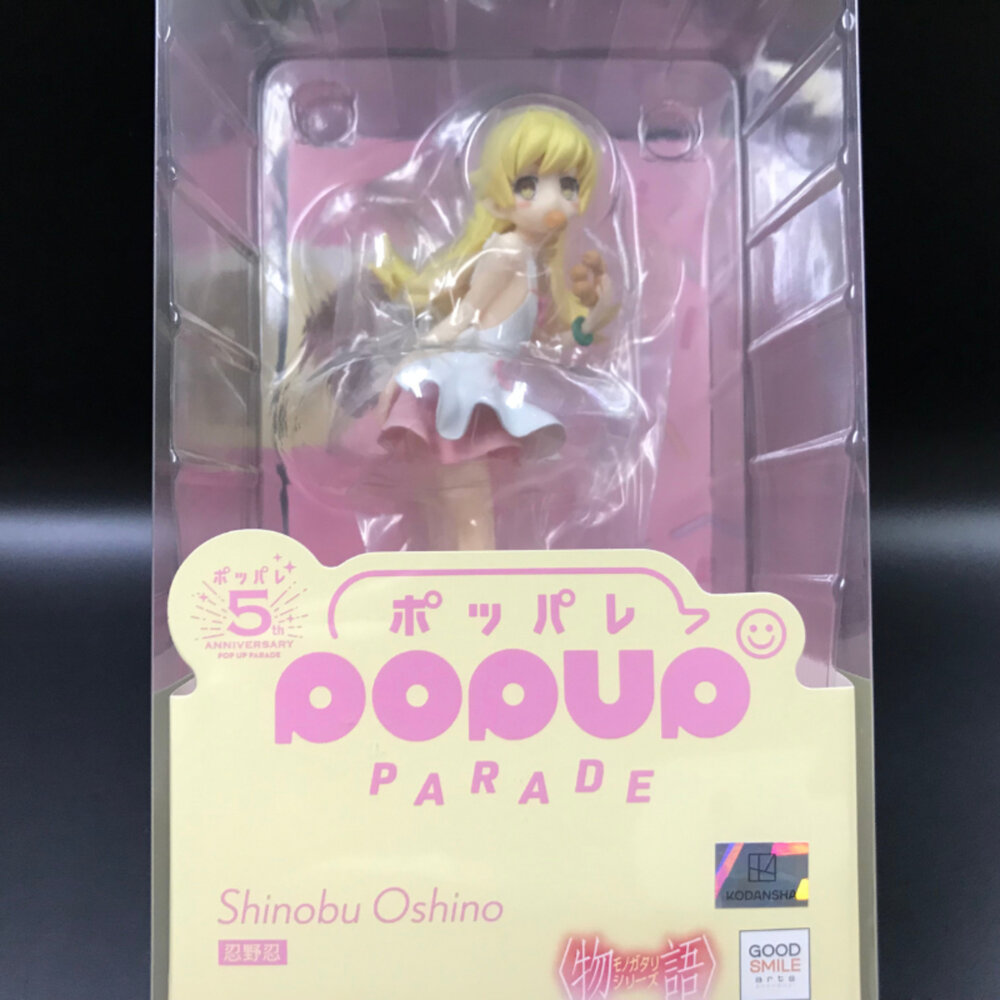 ポッパレ
5th
ANNIVERSARY
POP UP PARADE
ポッパレ
POPUP
PARADE
KODANSHA
Shinobu Oshino
忍野忍
〈物語〉
モノガタリ
シリーズ
GOOD
SMILE
arts